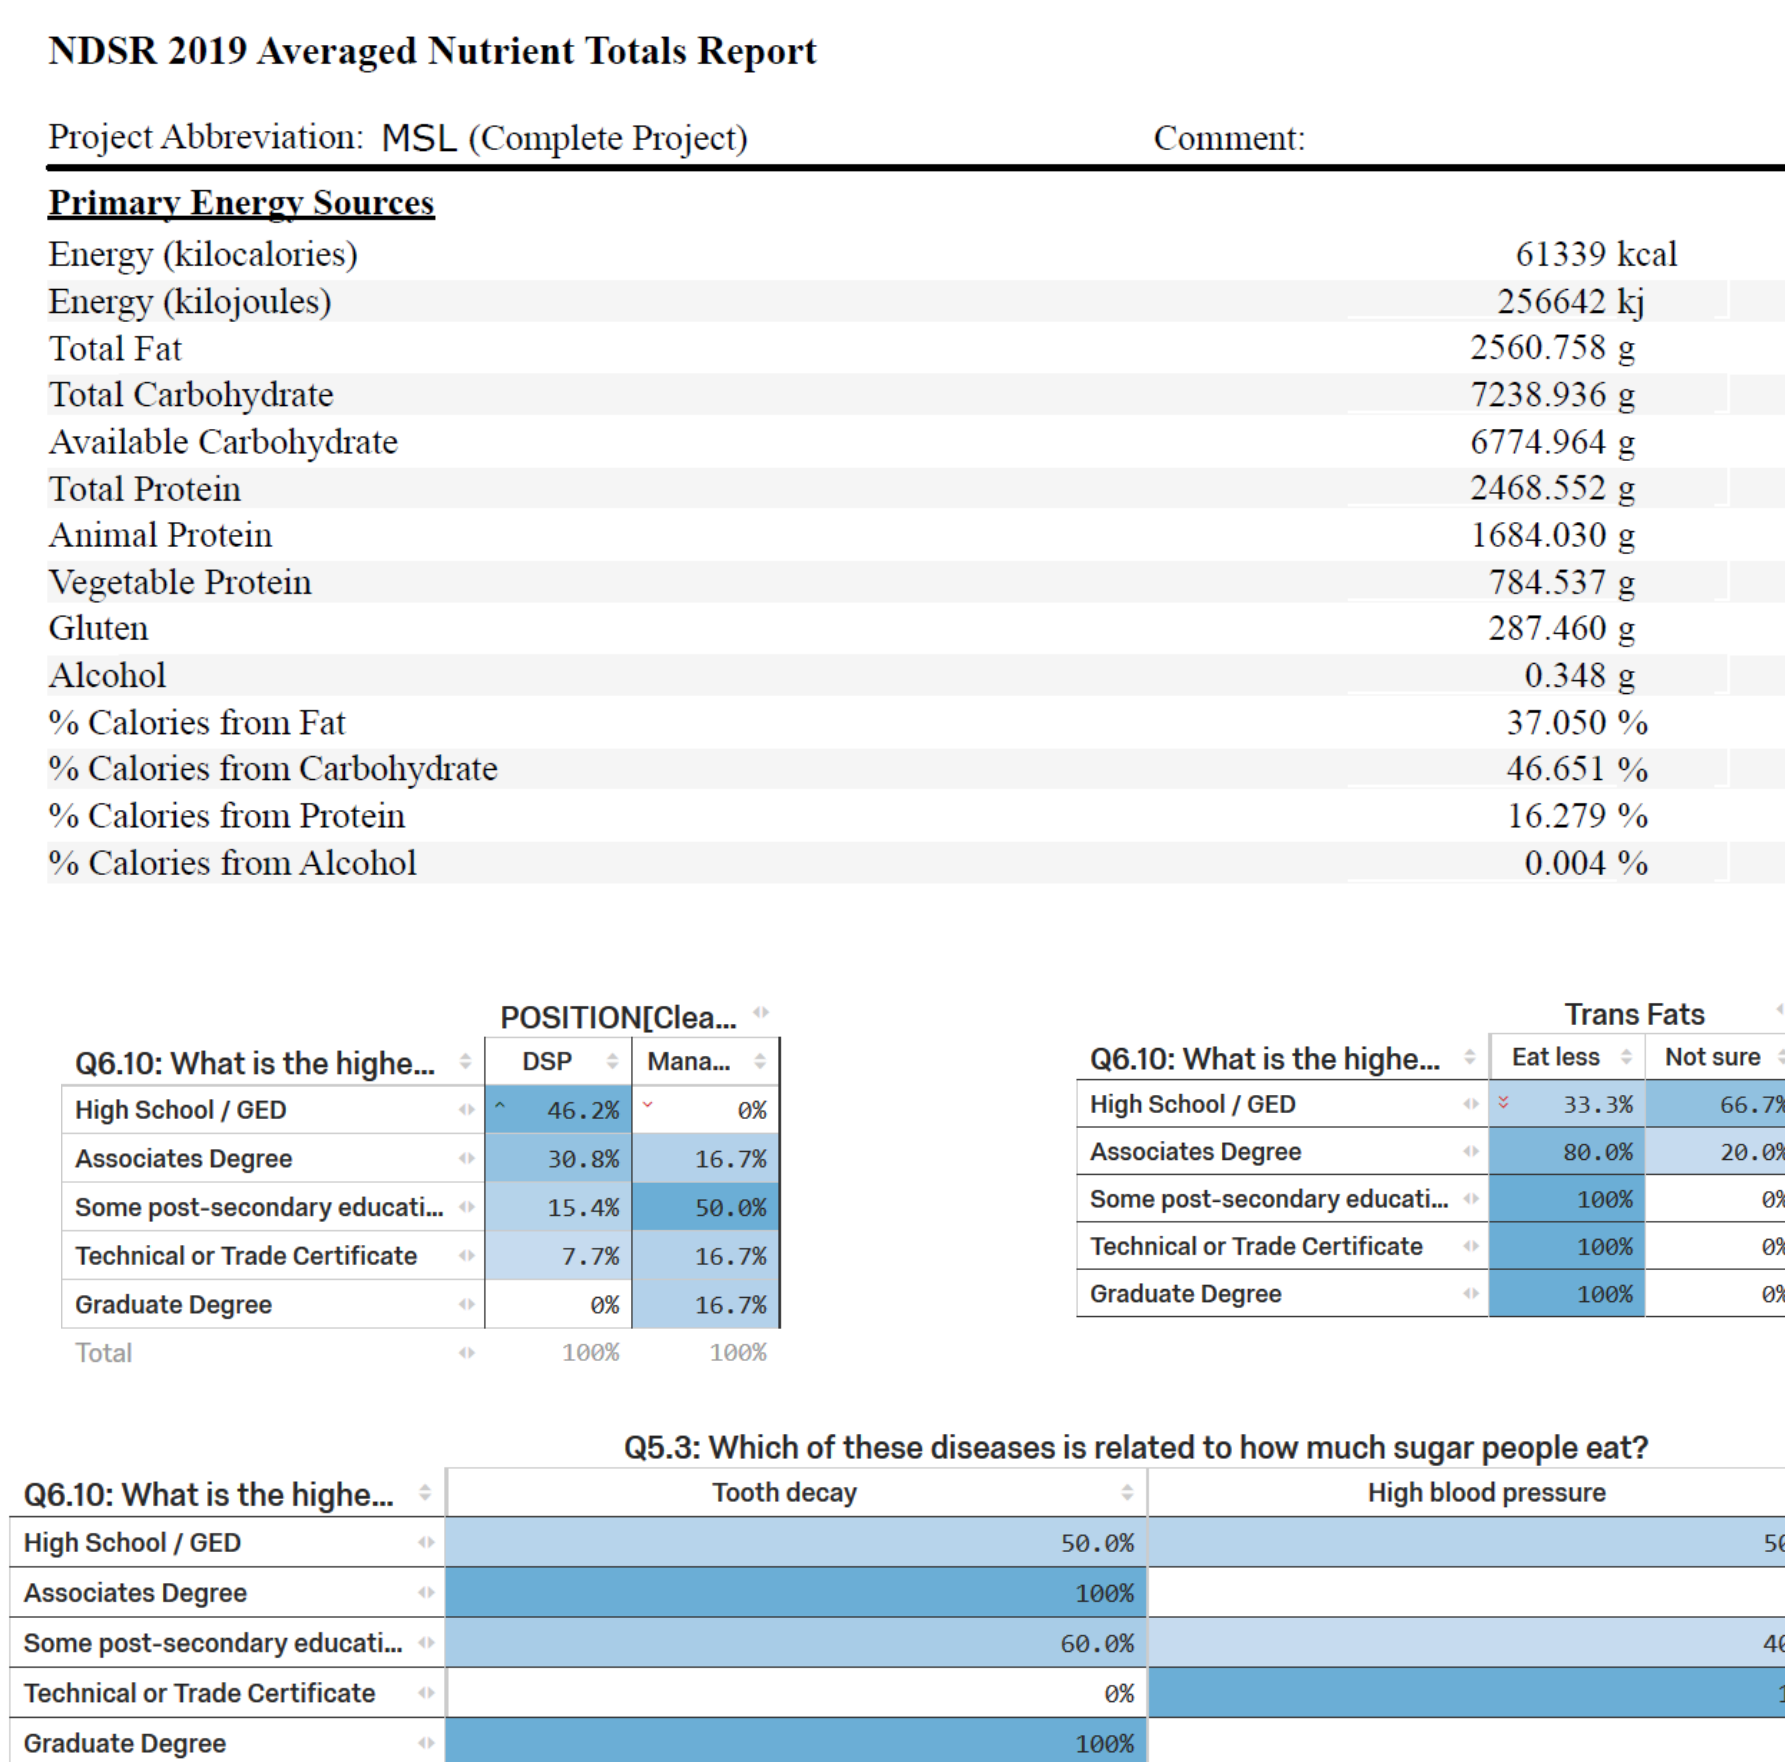 NDSR 2019 Averaged Nutrient Totals Report
Project Abbreviation: MSL (Complete Project) Comment:
Primary Energy Sources
Energy (kilocalories) 61339 kcal
Energy (kilojoules) 256642 kj
Total Fat 2560.758 g
Total Carbohydrate 7238.936 g
Available Carbohydrate 6774.964 g
Total Protein 2468.552 g
Animal Protein 1684.030 g
Vegetable Protein 784.537 g
Gluten 287.460 g
Alcohol 0.348 g
% Calories from Fat 37.050 %
% Calories from Carbohydrate 46.651 %
% Calories from Protein 16.279 %
% Calories from Alcohol 0.004 %
POSITION[Clea...
Q6.10: What is the highe... DSP Mana...
High School / GED 46.2% 0%
Associates Degree 30.8% 16.7%
Some post-secondary educati... 15.4% 50.0%
Technical or Trade Certificate 7.7% 16.7%
Graduate Degree 0% 16.7%
Total 100% 100%
Trans Fats
Q6.10: What is the highe... Eat less Not sure
High School / GED 33.3% 66.7%
Associates Degree 80.0% 20.0%
Some post-secondary educati... 100% 0%
Technical or Trade Certificate 100% 0%
Graduate Degree 100% 0%
Q5.3: Which of these diseases is related to how much sugar people eat?
Q6.10: What is the highe... Tooth decay High blood pressure
High School / GED 50.0%
Associates Degree 100%
Some post-secondary educati... 60.0%
Technical or Trade Certificate 0%
Graduate Degree 100%